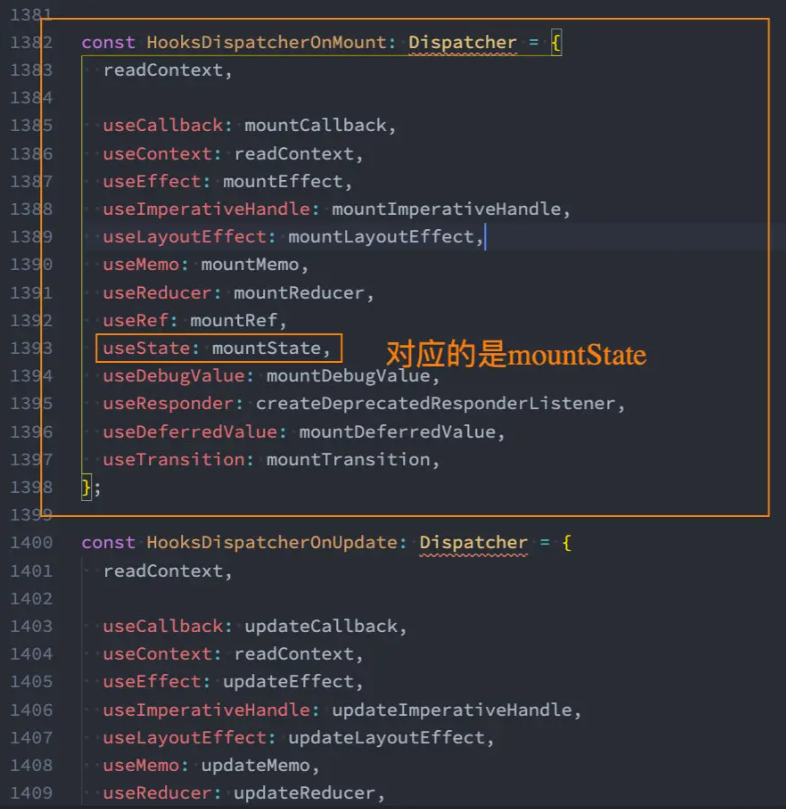 1381
1382 const HooksDispatcherOnMount: Dispatcher = {
1383 readContext,
1384
1385 useCallback: mountCallback,
1386 useContext: readContext,
1387 useEffect: mountEffect,
1388 useImperativeHandle: mountImperativeHandle,
1389 useLayoutEffect: mountLayoutEffect,
1390 useMemo: mountMemo,
1391 useReducer: mountReducer,
1392 useRef: mountRef,
1393 useState: mountState, 对应的是mountState
1394 useDebugValue: mountDebugValue,
1395 useResponder: createDeprecatedResponderListener,
1396 useDeferredValue: mountDeferredValue,
1397 useTransition: mountTransition,
1398 };
1399
1400 const HooksDispatcherOnUpdate: Dispatcher = {
1401 readContext,
1402
1403 useCallback: updateCallback,
1404 useContext: readContext,
1405 useEffect: updateEffect,
1406 useImperativeHandle: updateImperativeHandle,
1407 useLayoutEffect: updateLayoutEffect,
1408 useMemo: updateMemo,
1409 useReducer: updateReducer,